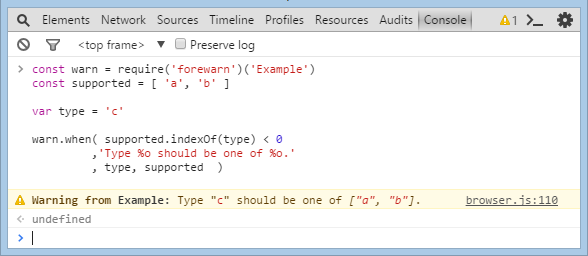 Elements Network Sources Timeline Profiles Resources Audits Console 1
<top frame> Preserve log
const warn = require('forewarn')('Example')
const supported = [ 'a', 'b' ]
var type = 'c'
warn.when( supported.indexOf(type) < 0
,'Type %o should be one of %o.'
, type, supported )
Warning from Example: Type "c" should be one of ["a", "b"]. browser.js:110
undefined